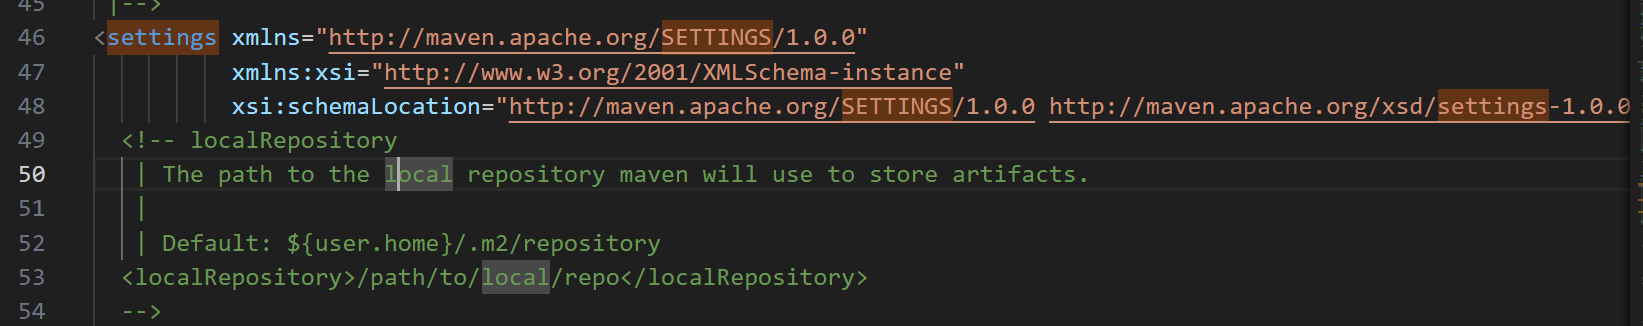 45 |-->
46 <settings xmlns="http://maven.apache.org/SETTINGS/1.0.0"
47 xmlns:xsi="http://www.w3.org/2001/XMLSchema-instance"
48 xsi:schemaLocation="http://maven.apache.org/SETTINGS/1.0.0 http://maven.apache.org/xsd/settings-1.0.0
49 <!-- localRepository
50 | The path to the local repository maven will use to store artifacts.
51 |
52 | Default: ${user.home}/.m2/repository
53 <localRepository>/path/to/local/repo</localRepository>
54 -->